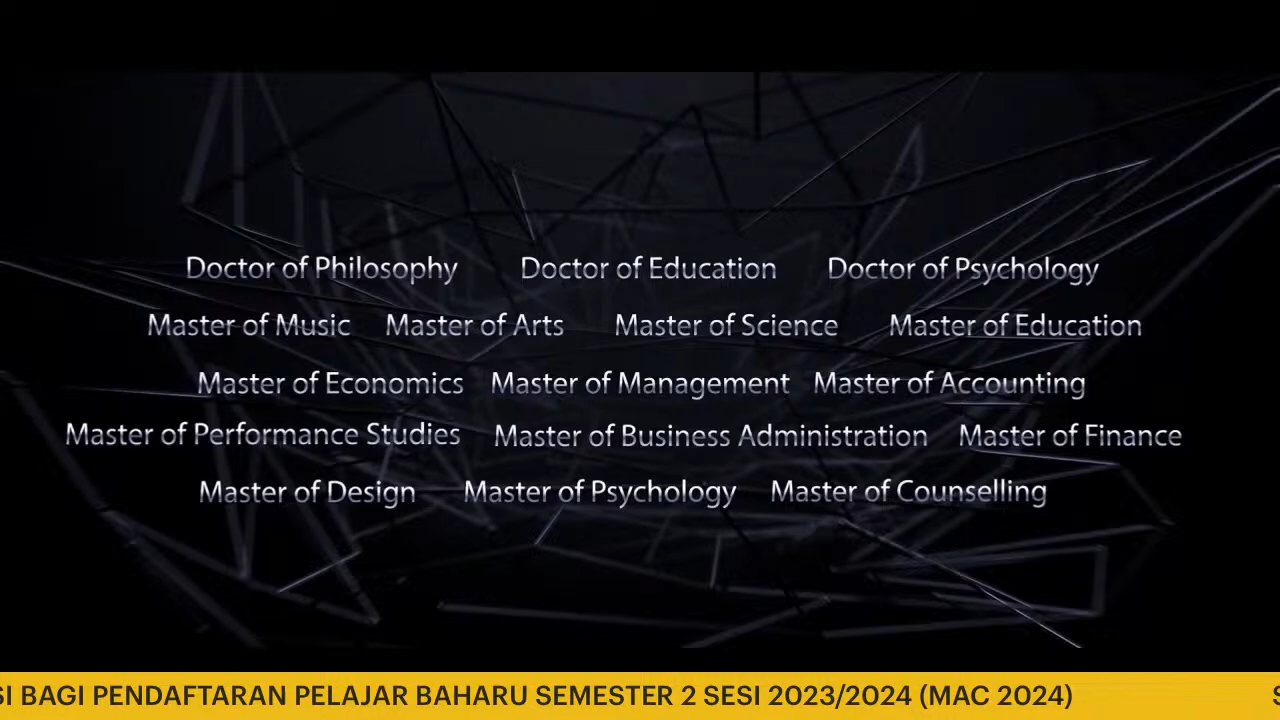 Doctor of Philosophy Doctor of Education Doctor of Psychology
Master of Music Master of Arts Master of Science Master of Education
Master of Economics Master of Management Master of Accounting
Master of Performance Studies Master of Business Administration Master of Finance
Master of Design Master of Psychology Master of Counselling
BAGI PENDAFTARAN PELAJAR BAHARU SEMESTER 2 SESI 2023/2024 (MAC 2024)